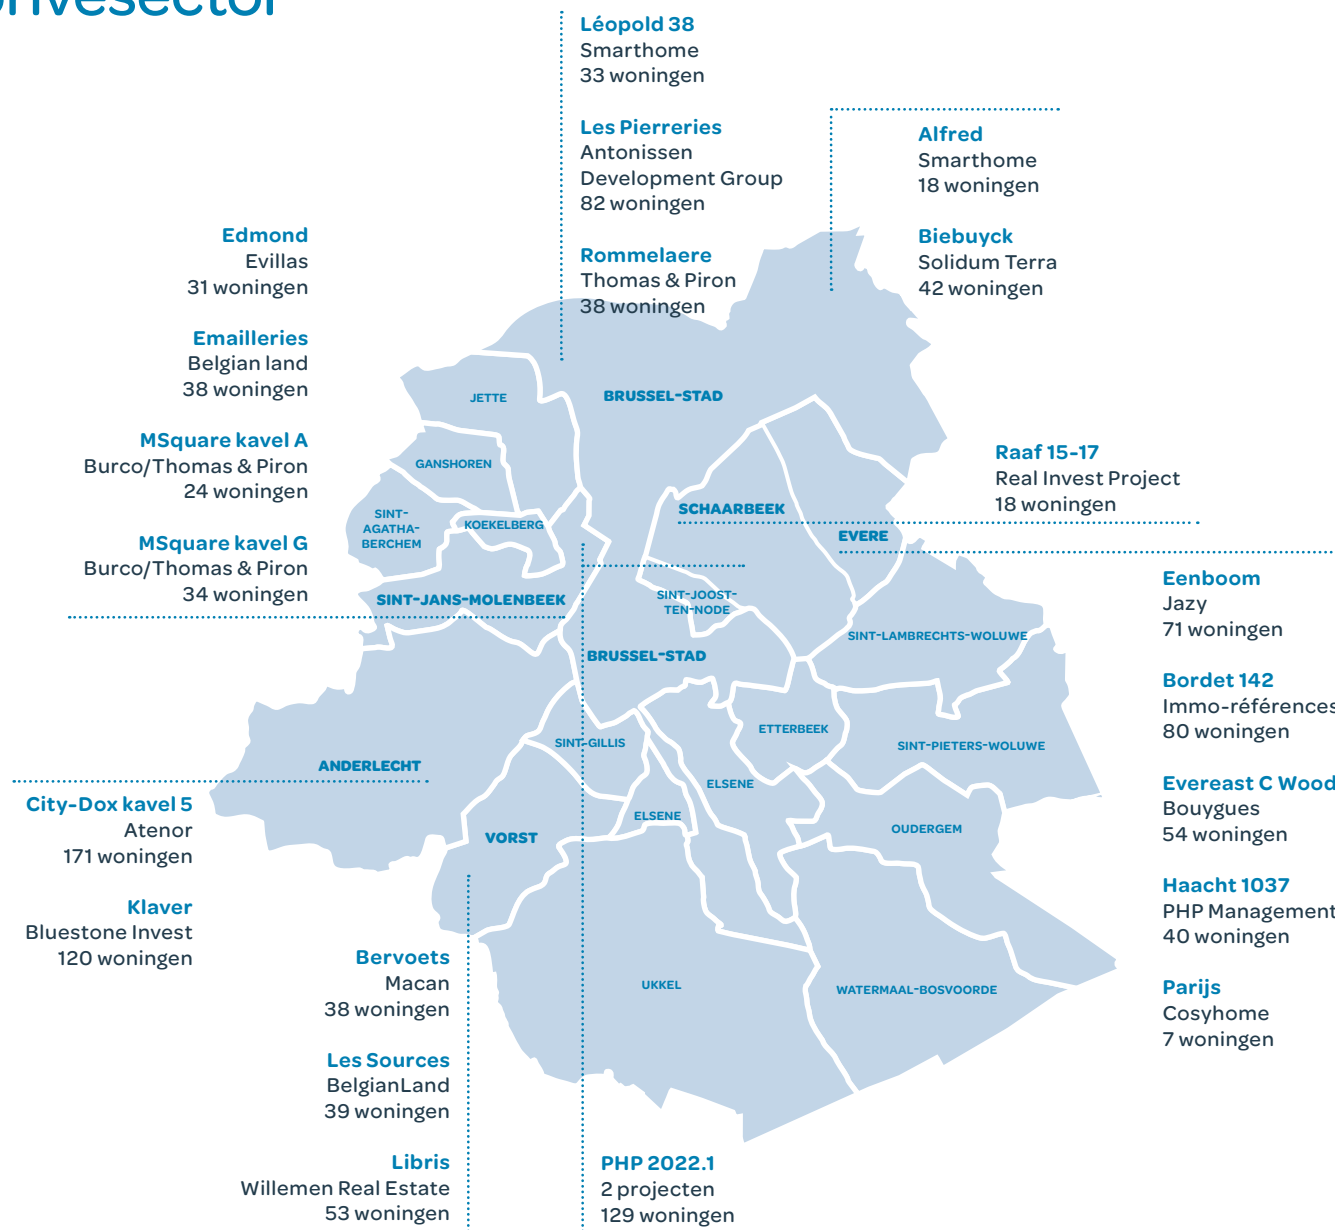 privésector
Léopold 38
Smarthome
33 woningen
Les Pierreries
Antonissen
Development Group
82 woningen
Rommelaere
Thomas & Piron
38 woningen
Alfred
Smarthome
18 woningen
Biebuyck
Solidum Terra
42 woningen
Edmond
Evillas
31 woningen
Emailleries
Belgian land
38 woningen
MSquare kavel A
Burco/Thomas & Piron
24 woningen
MSquare kavel G
Burco/Thomas & Piron
34 woningen
JETTE
BRUSSEL-STAD
GANSHOREN
SINT-
AGATHA-
BERCHEM
KOEKELBERG
SCHAARBEEK
EVERE
SINT-JANS-MOLENBEEK
SINT-JOOST-
TEN-NODE
SINT-LAMBRECHTS-WOLUWE
BRUSSEL-STAD
ETTERBEEK
SINT-GILLIS
SINT-PIETERS-WOLUWE
ANDERLECHT
ELSENE
ELSENE
VORST
OUDERGEM
UKKEL
WATERMAAL-BOSVOORDE
Raaf 15-17
Real Invest Project
18 woningen
Eenboom
Jazy
71 woningen
Bordet 142
Immo-références
80 woningen
Evereast C Wood
Bouygues
54 woningen
Haacht 1037
PHP Management
40 woningen
Parijs
Cosyhome
7 woningen
City-Dox kavel 5
Atenor
171 woningen
Klaver
Bluestone Invest
120 woningen
Bervoets
Macan
38 woningen
Les Sources
BelgianLand
39 woningen
Libris
Willemen Real Estate
53 woningen
PHP 2022.1
2 projecten
129 woningen